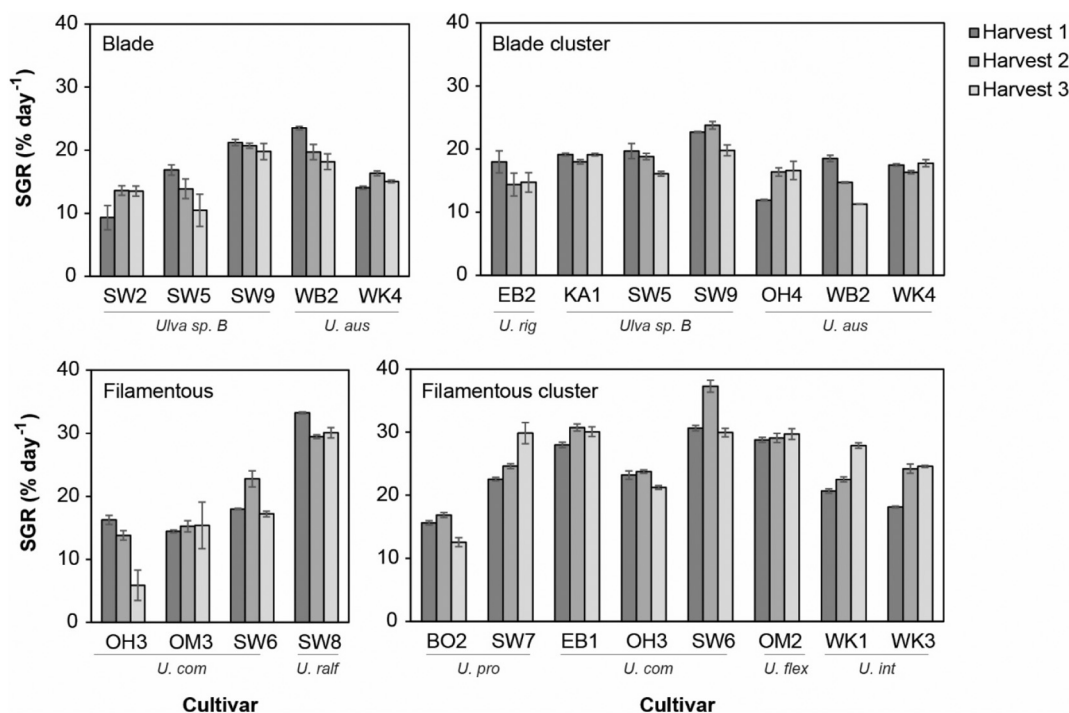 Blade
Blade cluster
Harvest 1
Harvest 2
Harvest 3
SGR (% day-1)
40
30
20
10
0
SW2 SW5 SW9 WB2 WK4
Ulva sp. B U. aus
40
30
20
10
0
EB2 KA1 SW5 SW9 OH4 WB2 WK4
U. rig Ulva sp. B U. aus
Filamentous
SGR (% day-1)
40
30
20
10
0
OH3 OM3 SW6 SW8
U. com U. ralf
Cultivar
Filamentous cluster
40
30
20
10
0
BO2 SW7 EB1 OH3 SW6 OM2 WK1 WK3
U. pro U. com U. flex U. int
Cultivar